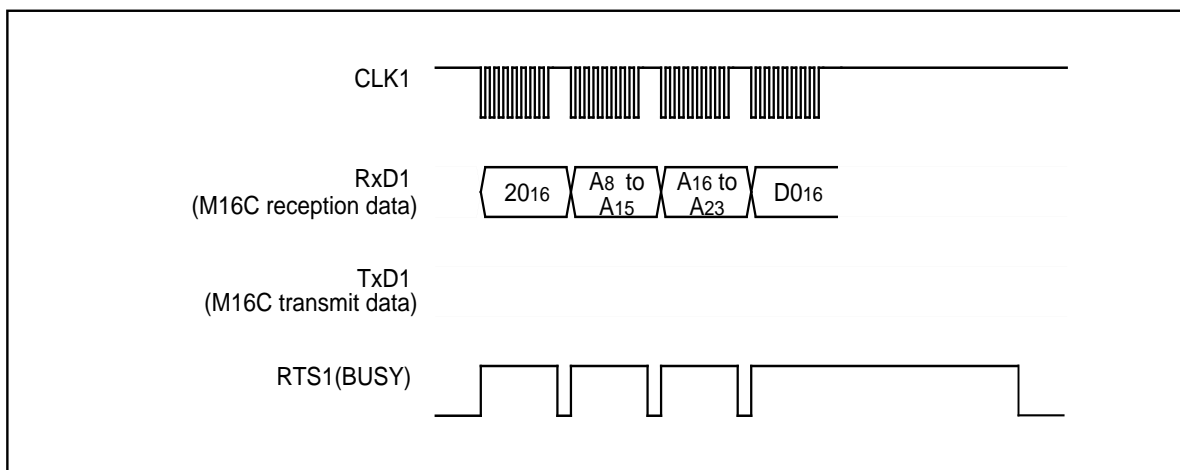 CLK1
RxD1
(M16C reception data)
2016
A8 to
A15
A16 to
A23
D016
TxD1
(M16C transmit data)
RTS1(BUSY)